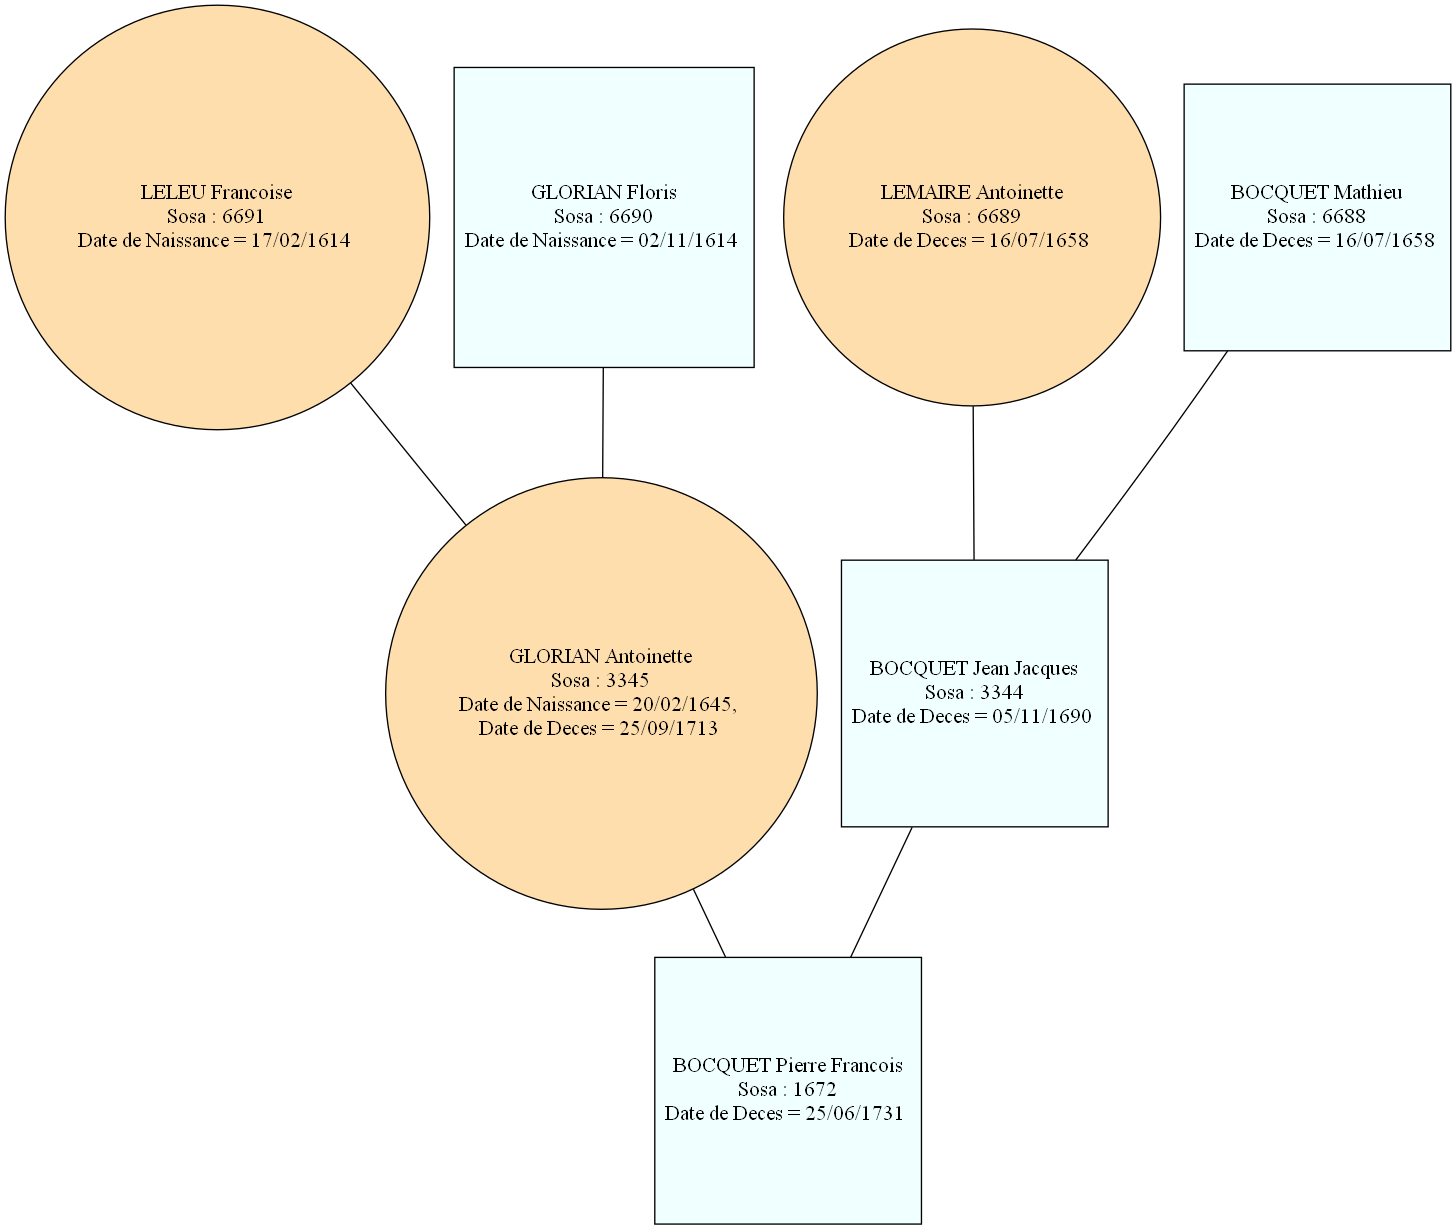 LELEU Francoise
Sosa : 6691
Date de Naissance = 17/02/1614
GLORIAN Floris
Sosa : 6690
Date de Naissance = 02/11/1614
LEMAIRE Antoinette
Sosa : 6689
Date de Deces = 16/07/1658
BOCQUET Mathieu
Sosa : 6688
Date de Deces = 16/07/1658
GLORIAN Antoinette
Sosa : 3345
Date de Naissance = 20/02/1645,
Date de Deces = 25/09/1713
BOCQUET Jean Jacques
Sosa : 3344
Date de Deces = 05/11/1690
BOCQUET Pierre Francois
Sosa : 1672
Date de Deces = 25/06/1731